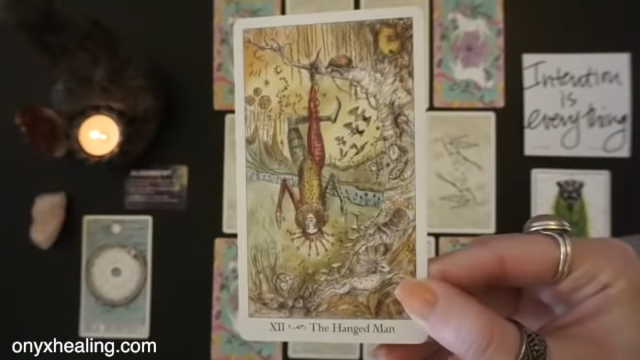 Intention
is
everything
XII The Hanged Man
onyxhealing.com